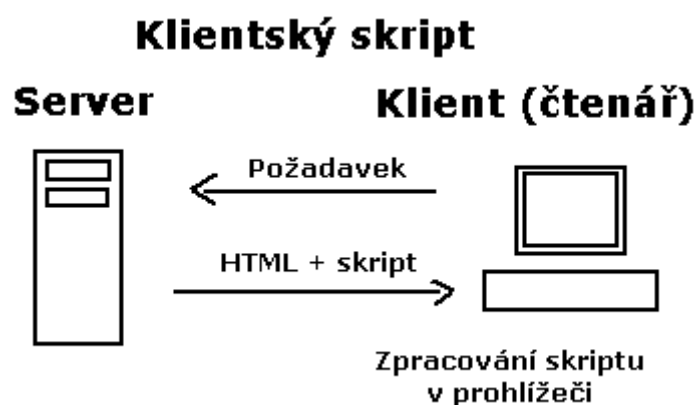 Klientský skript
Server
Klient (čtenář)
Požadavek
HTML + skript
Zpracování skriptu
v prohlížeči